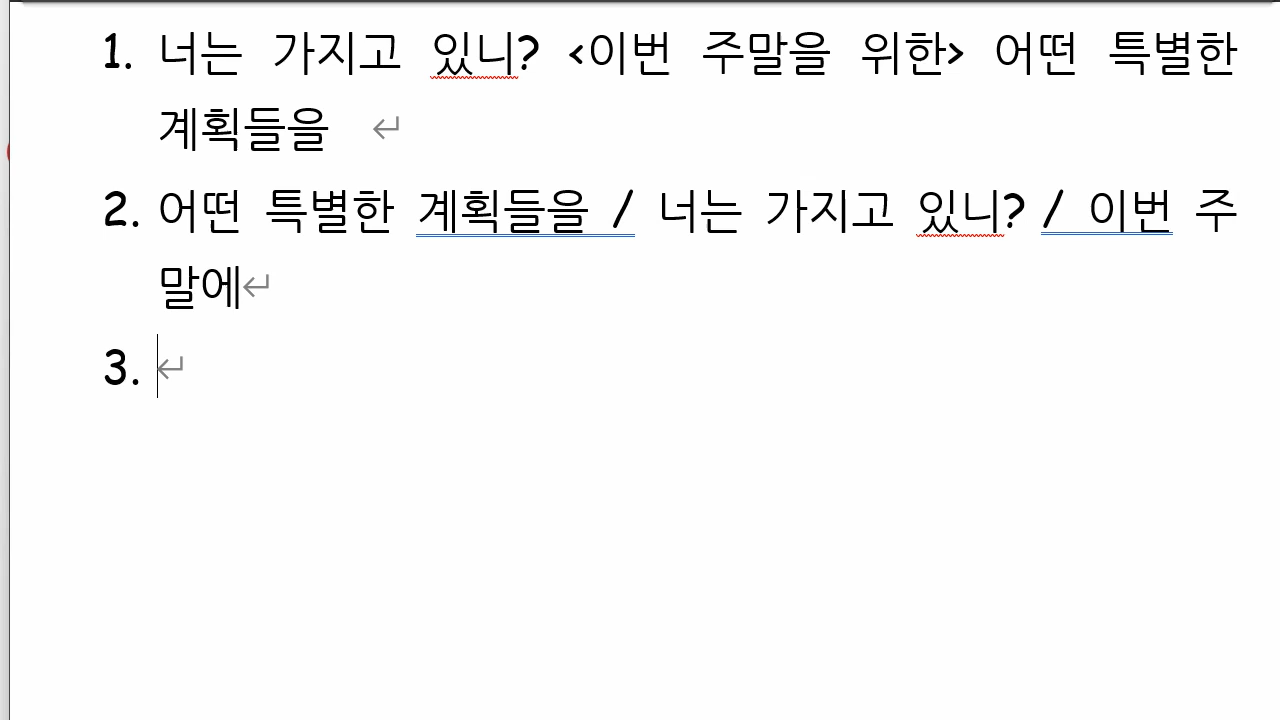 1. 너는 가지고 있니? <이번 주말을 위한> 어떤 특별한
계획들을
2. 어떤 특별한 계획들을 / 너는 가지고 있니? / 이번 주
말에
3.